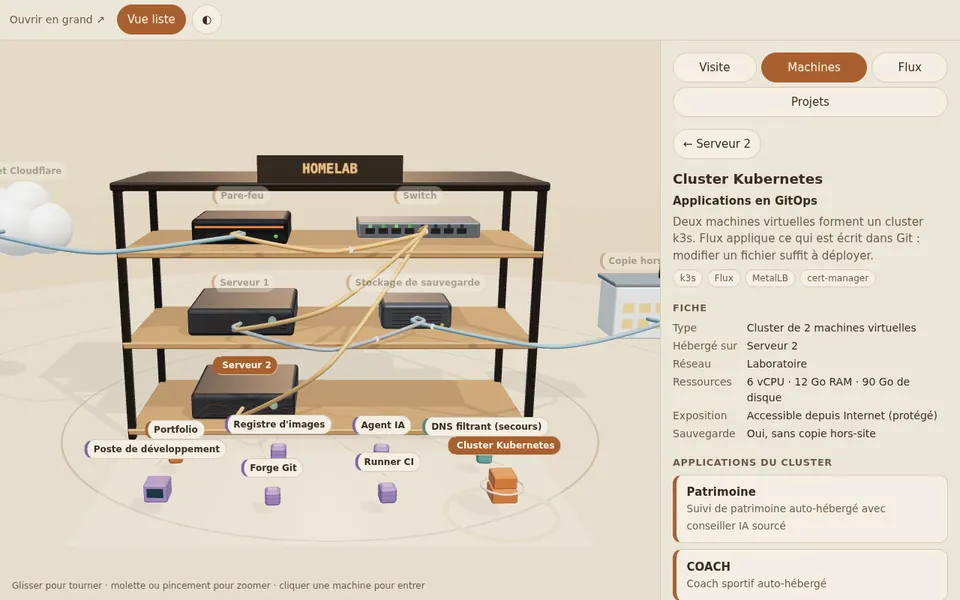 Ouvrir en grand ↗
Vue liste
et Cloudflare
HOMELAB
Pare-feu
Switch
Serveur 1
Stockage de sauvegarde
Copie hors
Serveur 2
Portfolio
Registre d'images
Agent IA
DNS filtrant (secours)
Poste de développement
Forge Git
Runner CI
Cluster Kubernetes
Glisser pour tourner · molette ou pincement pour zoomer · cliquer une machine pour entrer
Visite
Machines
Flux
Projets
← Serveur 2
Cluster Kubernetes
Applications en GitOps
Deux machines virtuelles forment un cluster
k3s. Flux applique ce qui est écrit dans Git :
modifier un fichier suffit à déployer.
k3s
Flux
MetalLB
cert-manager
FICHE
Type Cluster de 2 machines virtuelles
Hébergé sur Serveur 2
Réseau Laboratoire
Ressources 6 vCPU · 12 Go RAM · 90 Go de
disque
Exposition Accessible depuis Internet (protégé)
Sauvegarde Oui, sans copie hors-site
APPLICATIONS DU CLUSTER
Patrimoine
Suivi de patrimoine auto-hébergé avec
conseiller IA sourcé
COACH
Coach sportif auto-hébergé